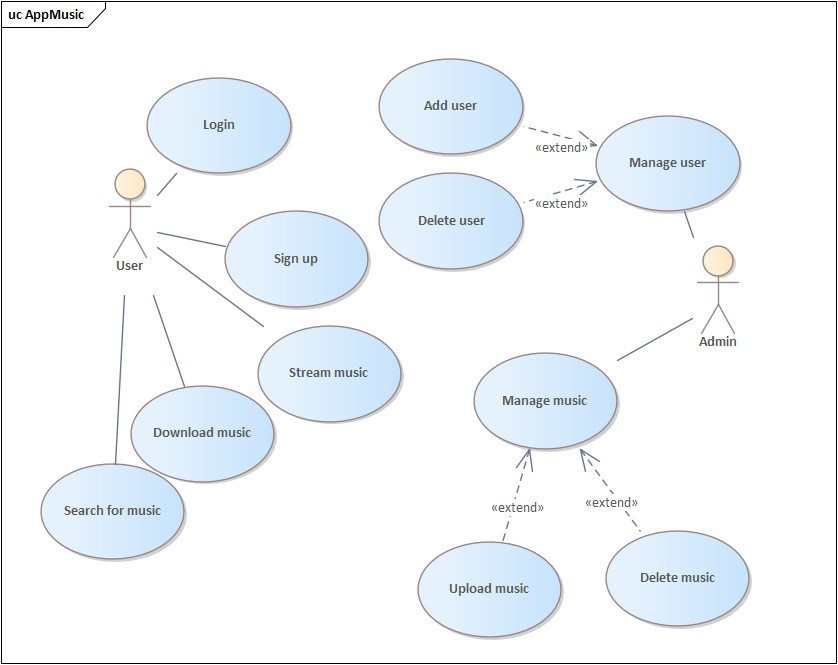 uc AppMusic
Login
Add user
«extend»
Manage user
Delete user
«extend»
User
Sign up
Admin
Stream music
Manage music
Download music
Search for music
«extend»
«extend»
Upload music
Delete music